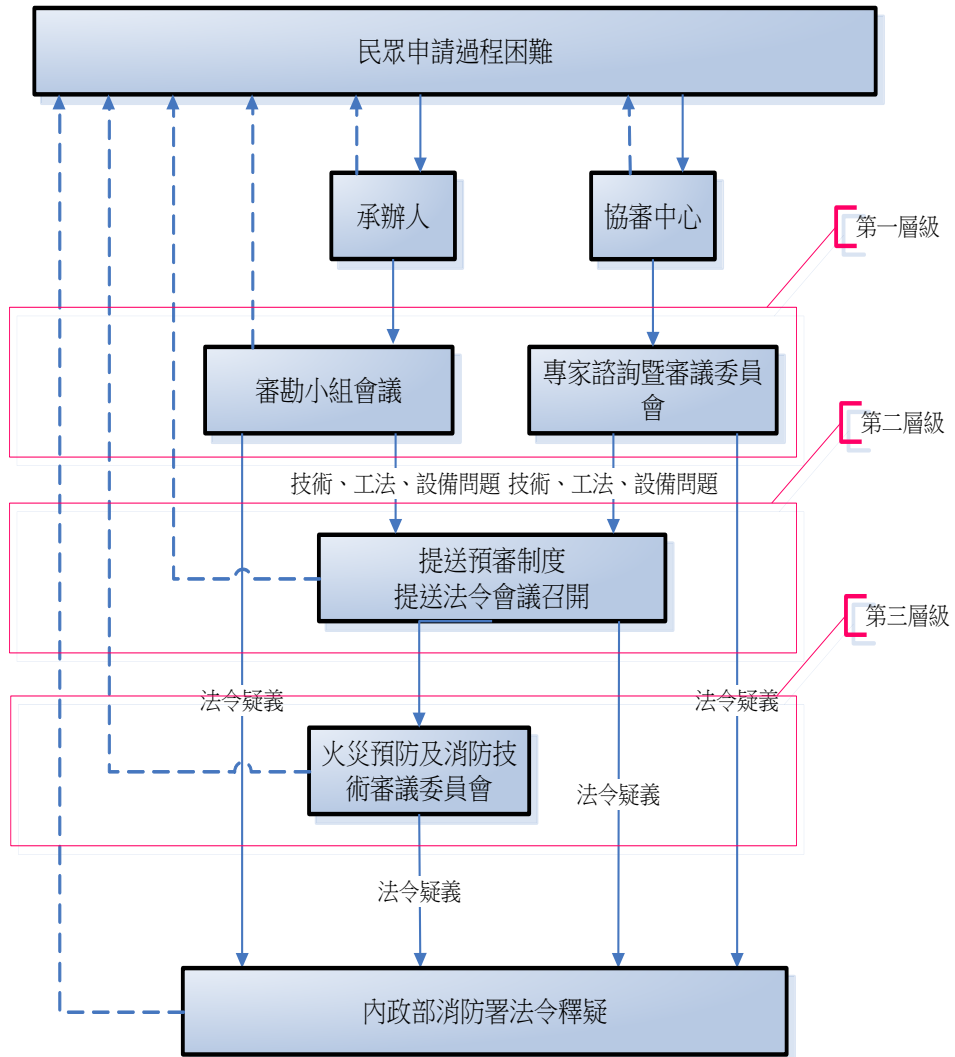 民眾申請過程困難
承辦人
協審中心
第一層級
審勘小組會議
專家諮詢暨審議委員
會
第二層級
技術、工法、設備問題
技術、工法、設備問題
提送預審制度
提送法令會議召開
第三層級
法令疑義
法令疑義
火災預防及消防技
術審議委員會
法令疑義
法令疑義
內政部消防署法令釋疑